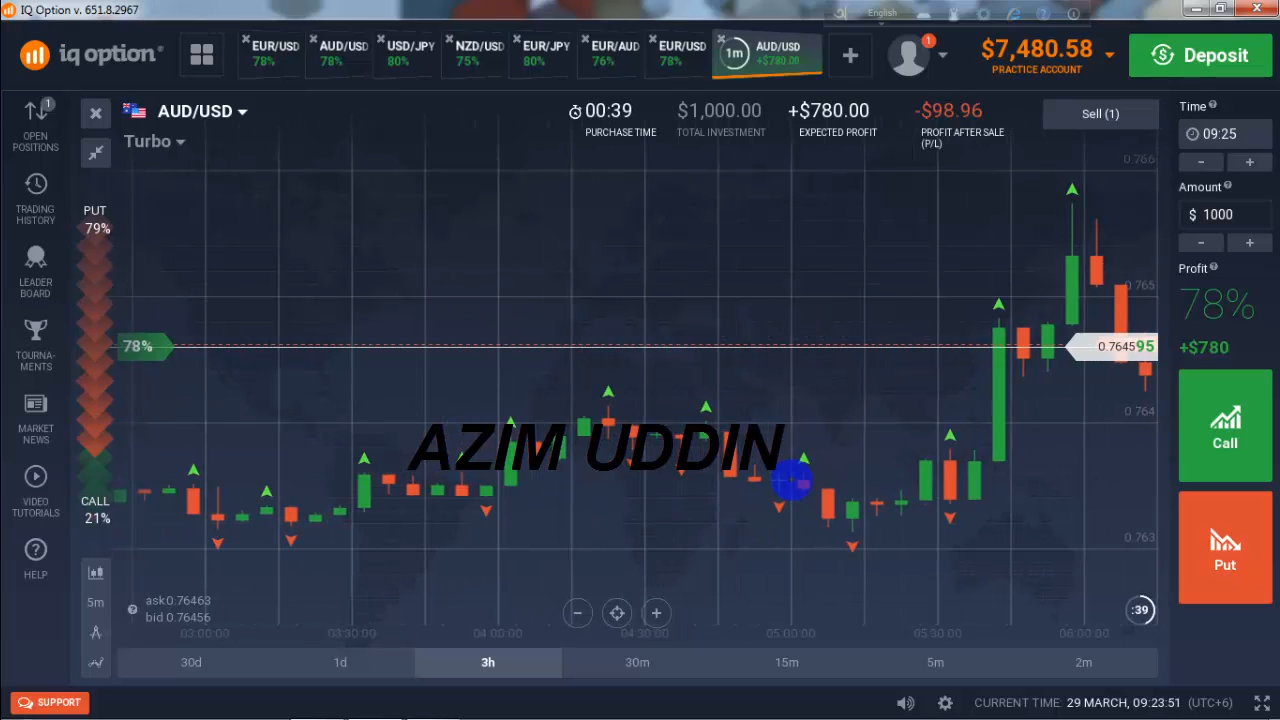 IQ Option v. 651.8.2967
English
iq option
EUR/USD 78%
AUD/USD 78%
USD/JPY 80%
NZD/USD 75%
EUR/JPY 80%
EUR/AUD 76%
EUR/USD 78%
1m AUD/USD +$780.00
1
$7,480.58
PRACTICE ACCOUNT
Deposit
1
OPEN
POSITIONS
TRADING
HISTORY
LEADER
BOARD
TOURNA-
MENTS
MARKET
NEWS
VIDEO
TUTORIALS
HELP
SUPPORT
AUD/USD
Turbo
00:39
PURCHASE TIME
$1,000.00
TOTAL INVESTMENT
+$780.00
EXPECTED PROFIT
-$98.96
PROFIT AFTER SALE
(P/L)
Sell (1)
PUT
79%
CALL
21%
5m
78%
0.766
0.765
0.764595
0.764
0.763
AZIM UDDIN
ask 0.76463
bid 0.76456
:39
03:00:00 03:30:00 04:00:00 04:30:00 05:00:00 05:30:00 06:00:00
30d 1d 3h 30m 15m 5m 2m
Time
09:25
- +
Amount
$ 1000
- +
Profit
78%
+$780
Call
Put
CURRENT TIME: 29 MARCH, 09:23:51 (UTC+6)